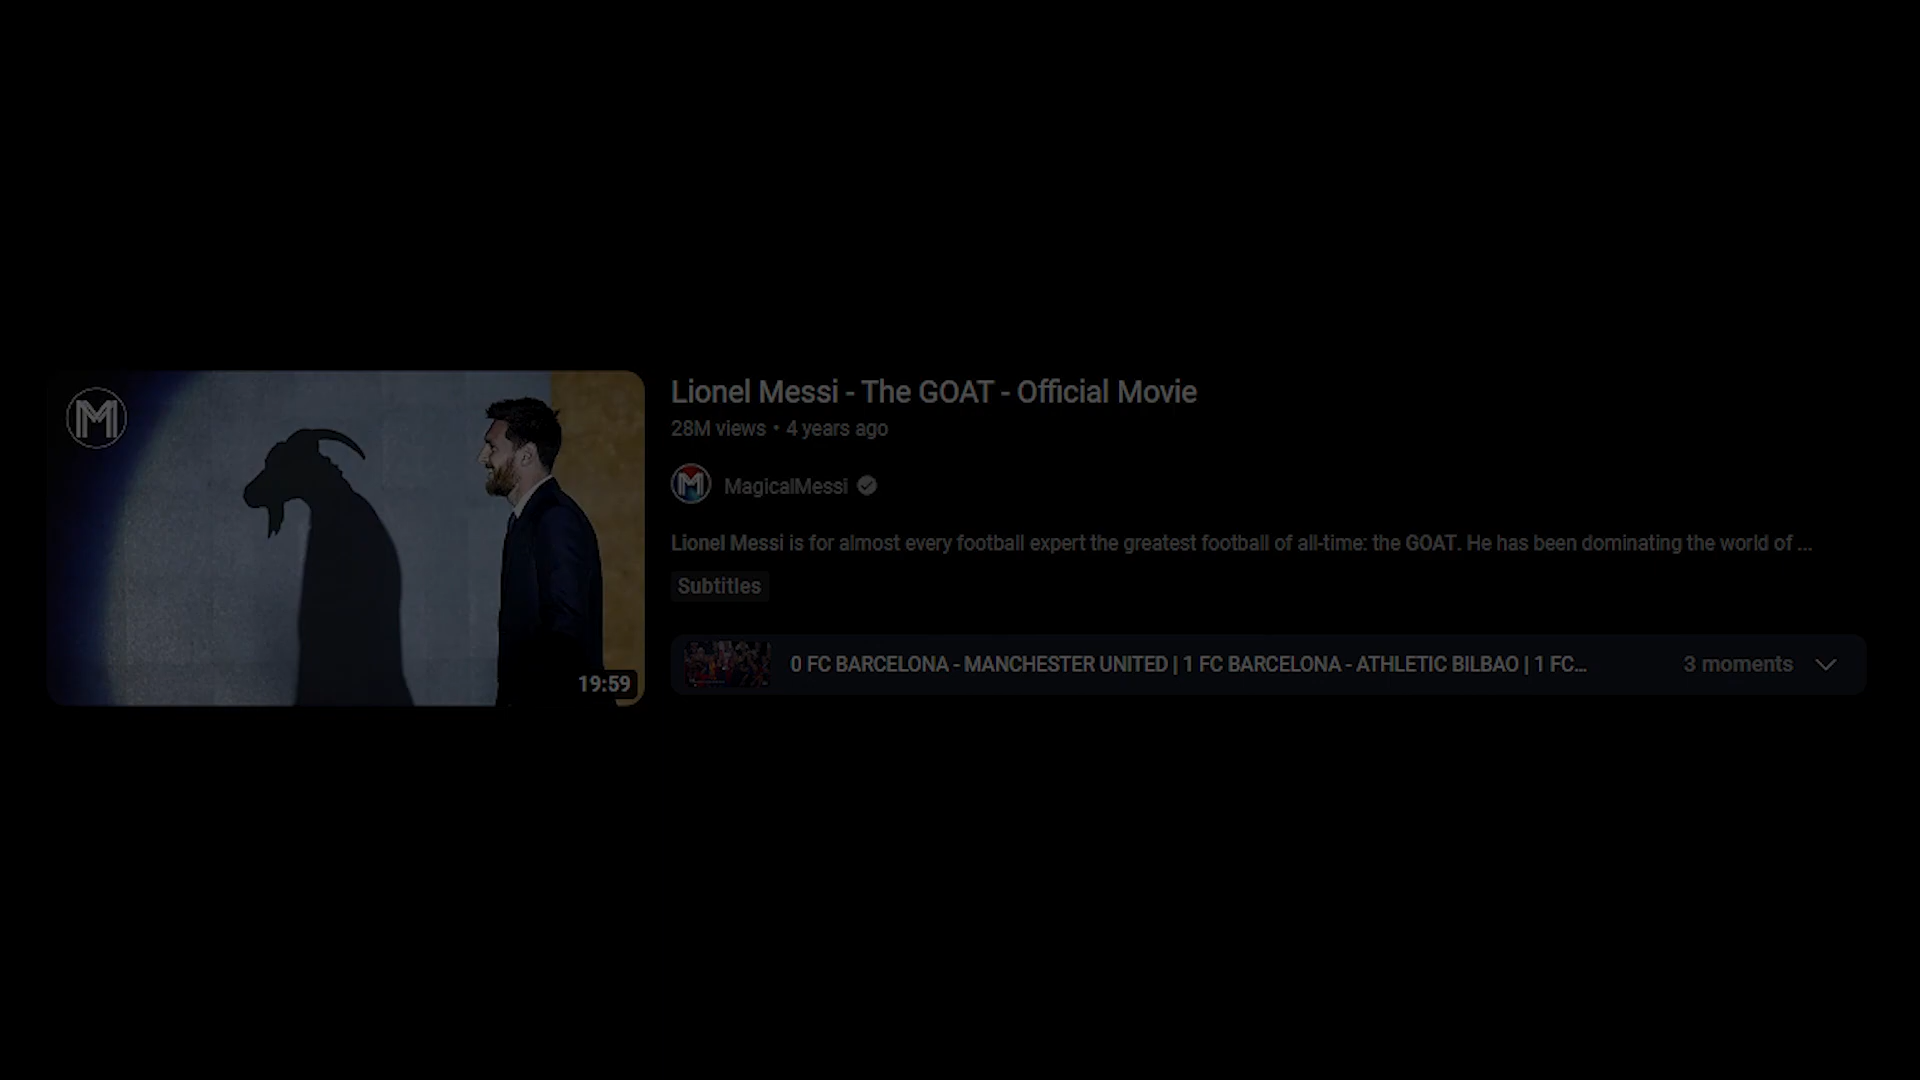 M
19:59
Lionel Messi - The GOAT - Official Movie
28M views • 4 years ago
M MagicalMessi
Lionel Messi is for almost every football expert the greatest football of all-time: the GOAT. He has been dominating the world of ...
Subtitles
0 FC BARCELONA - MANCHESTER UNITED | 1 FC BARCELONA - ATHLETIC BILBAO | 1 FC...
3 moments